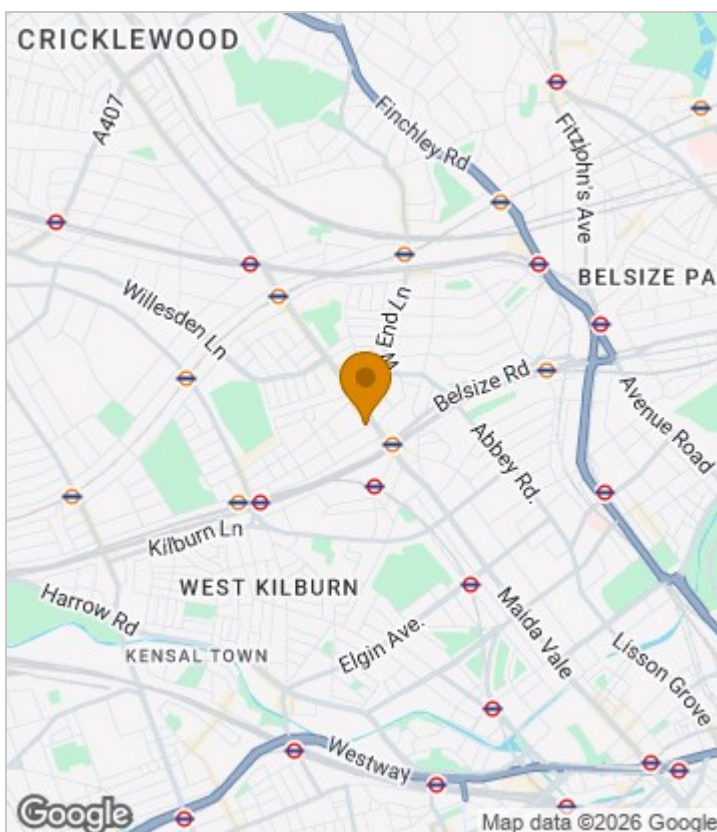 CRICKLEWOOD
A407
Finchley Rd
Fitzjohn's Ave
BELSIZE PA
Willesden Ln
End Ln
Belsize Rd
Avenue Road
Abbey Rd.
Kilburn Ln
WEST KILBURN
Harrow Rd
Elgin Ave.
Maida Vale
KENSAL TOWN
Lisson Grove
Westway
Google
Map data ©2026 Google